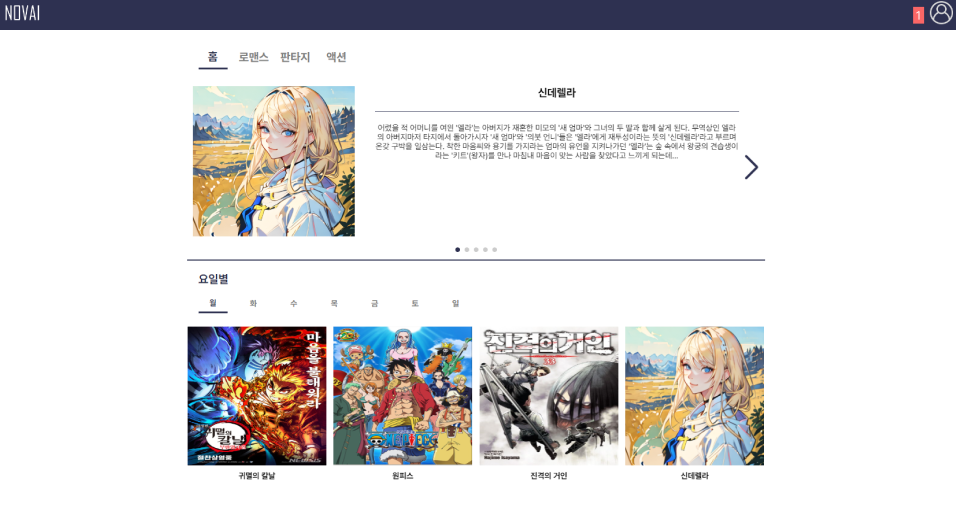 NOVAI
1
홈 로맨스 판타지 액션
신데렐라
어렸을 적 어머니를 여읜 '엘라'는 아버지가 재혼한 미모의 '새 엄마'와 그녀의 두 딸과 함께 살게 된다. 무역상인 엘라
의 아버지마저 타지에서 돌아가시자 '새 엄마'와 '의붓 언니'들은 '엘라'에게 재투성이라는 뜻의 '신데렐라'라고 부르며
온갖 구박을 일삼는다. 착한 마음씨와 용기를 가지라는 엄마의 유언을 지켜나가던 '엘라'는 숲 속에서 왕궁의 견습생이
라는 '키트'(왕자)를 만나 마침내 마음이 맞는 사람을 찾았다고 느끼게 되는데...
요일별
월 화 수 목 금 토 일
마음을 불태워라
귀멸의
칼날
ONE PIECE
진격의거인
33
귀멸의 칼날 원피스 진격의 거인 신데렐라